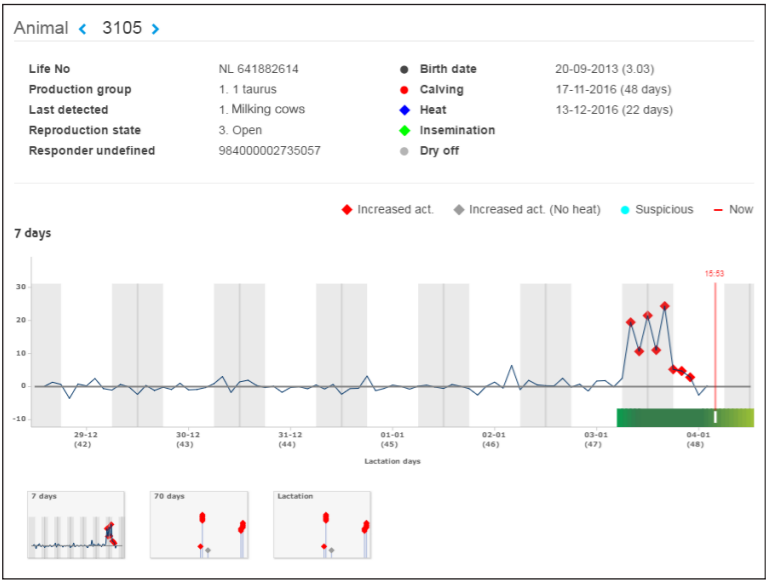 Animal < 3105 >
Life No NL 641882614 Birth date 20-09-2013 (3.03)
Production group 1. 1 taurus Calving 17-11-2016 (48 days)
Last detected 1. Milking cows Heat 13-12-2016 (22 days)
Reproduction state 3. Open Insemination
Responder undefined 984000002735057 Dry off
Increased act. Increased act. (No heat) Suspicious Now
7 days
15:53
30
20
10
0
-10
29-12 30-12 31-12 01-01 02-01 03-01 04-01
(42) (43) (44) (45) (46) (47) (48)
Lactation days
7 days 70 days Lactation